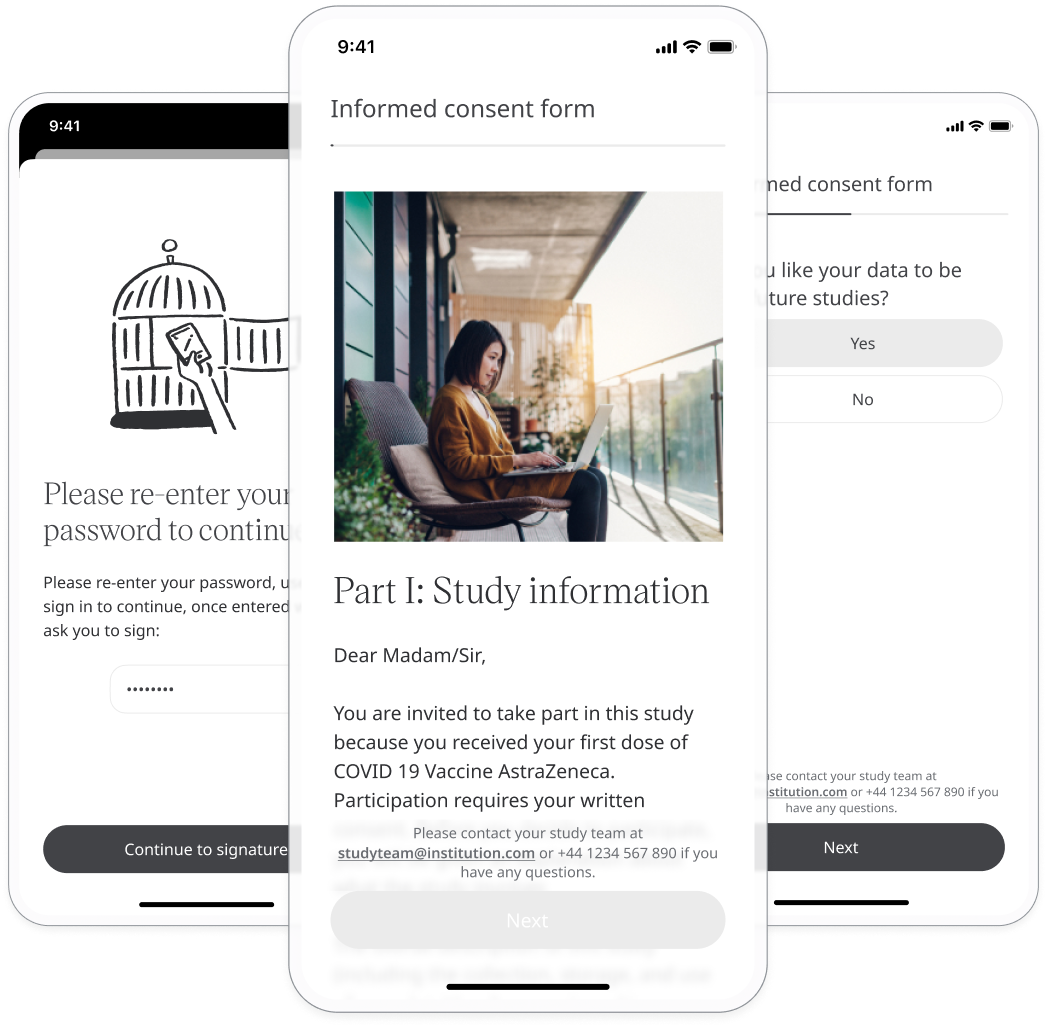 9:41
Please re-enter your
password to continu
Please re-enter your password, u
sign in to continue, once entered
ask you to sign:
••••••••
Continue to signature
9:41
Informed consent form
Part I: Study information
Dear Madam/Sir,
You are invited to take part in this study
because you received your first dose of
COVID 19 Vaccine AstraZeneca.
Participation requires your written
Please contact your study team at
studyteam@institution.com or +44 1234 567 890 if you
have any questions.
Next
med consent form
u like your data to be
ture studies?
Yes
No
ase contact your study team at
stitution.com or +44 1234 567 890 if you
have any questions.
Next